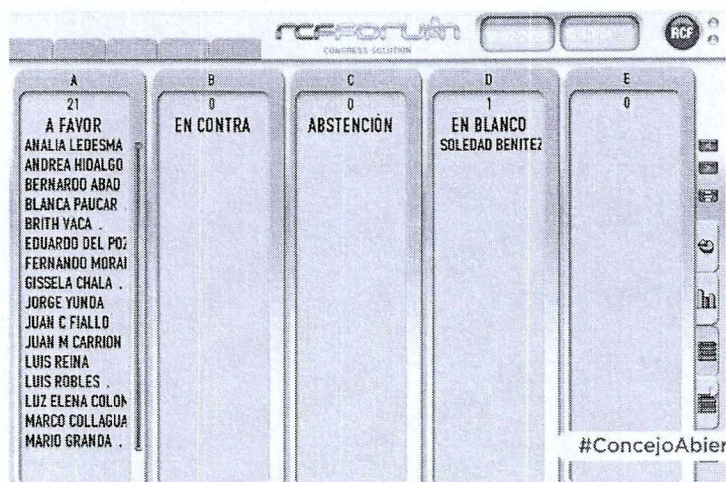 RCF FORUM
CONGRESS SOLUTION
RCF
A
21
A FAVOR
ANALIA LEDESMA
ANDREA HIDALGO
BERNARDO ABAD
BLANCA PAUCAR .
BRITH VACA .
EDUARDO DEL POZ
FERNANDO MORAI
GISSELA CHALA .
JORGE YUNDA
JUAN C FIALLO
JUAN M CARRION
LUIS REINA
LUIS ROBLES .
LUZ ELENA COLON
MARCO COLLAGUA
MARIO GRANDA .
B
0
EN CONTRA
C
0
ABSTENCIÓN
D
1
EN BLANCO
SOLEDAD BENITEZ
E
0
#ConcejoAbier